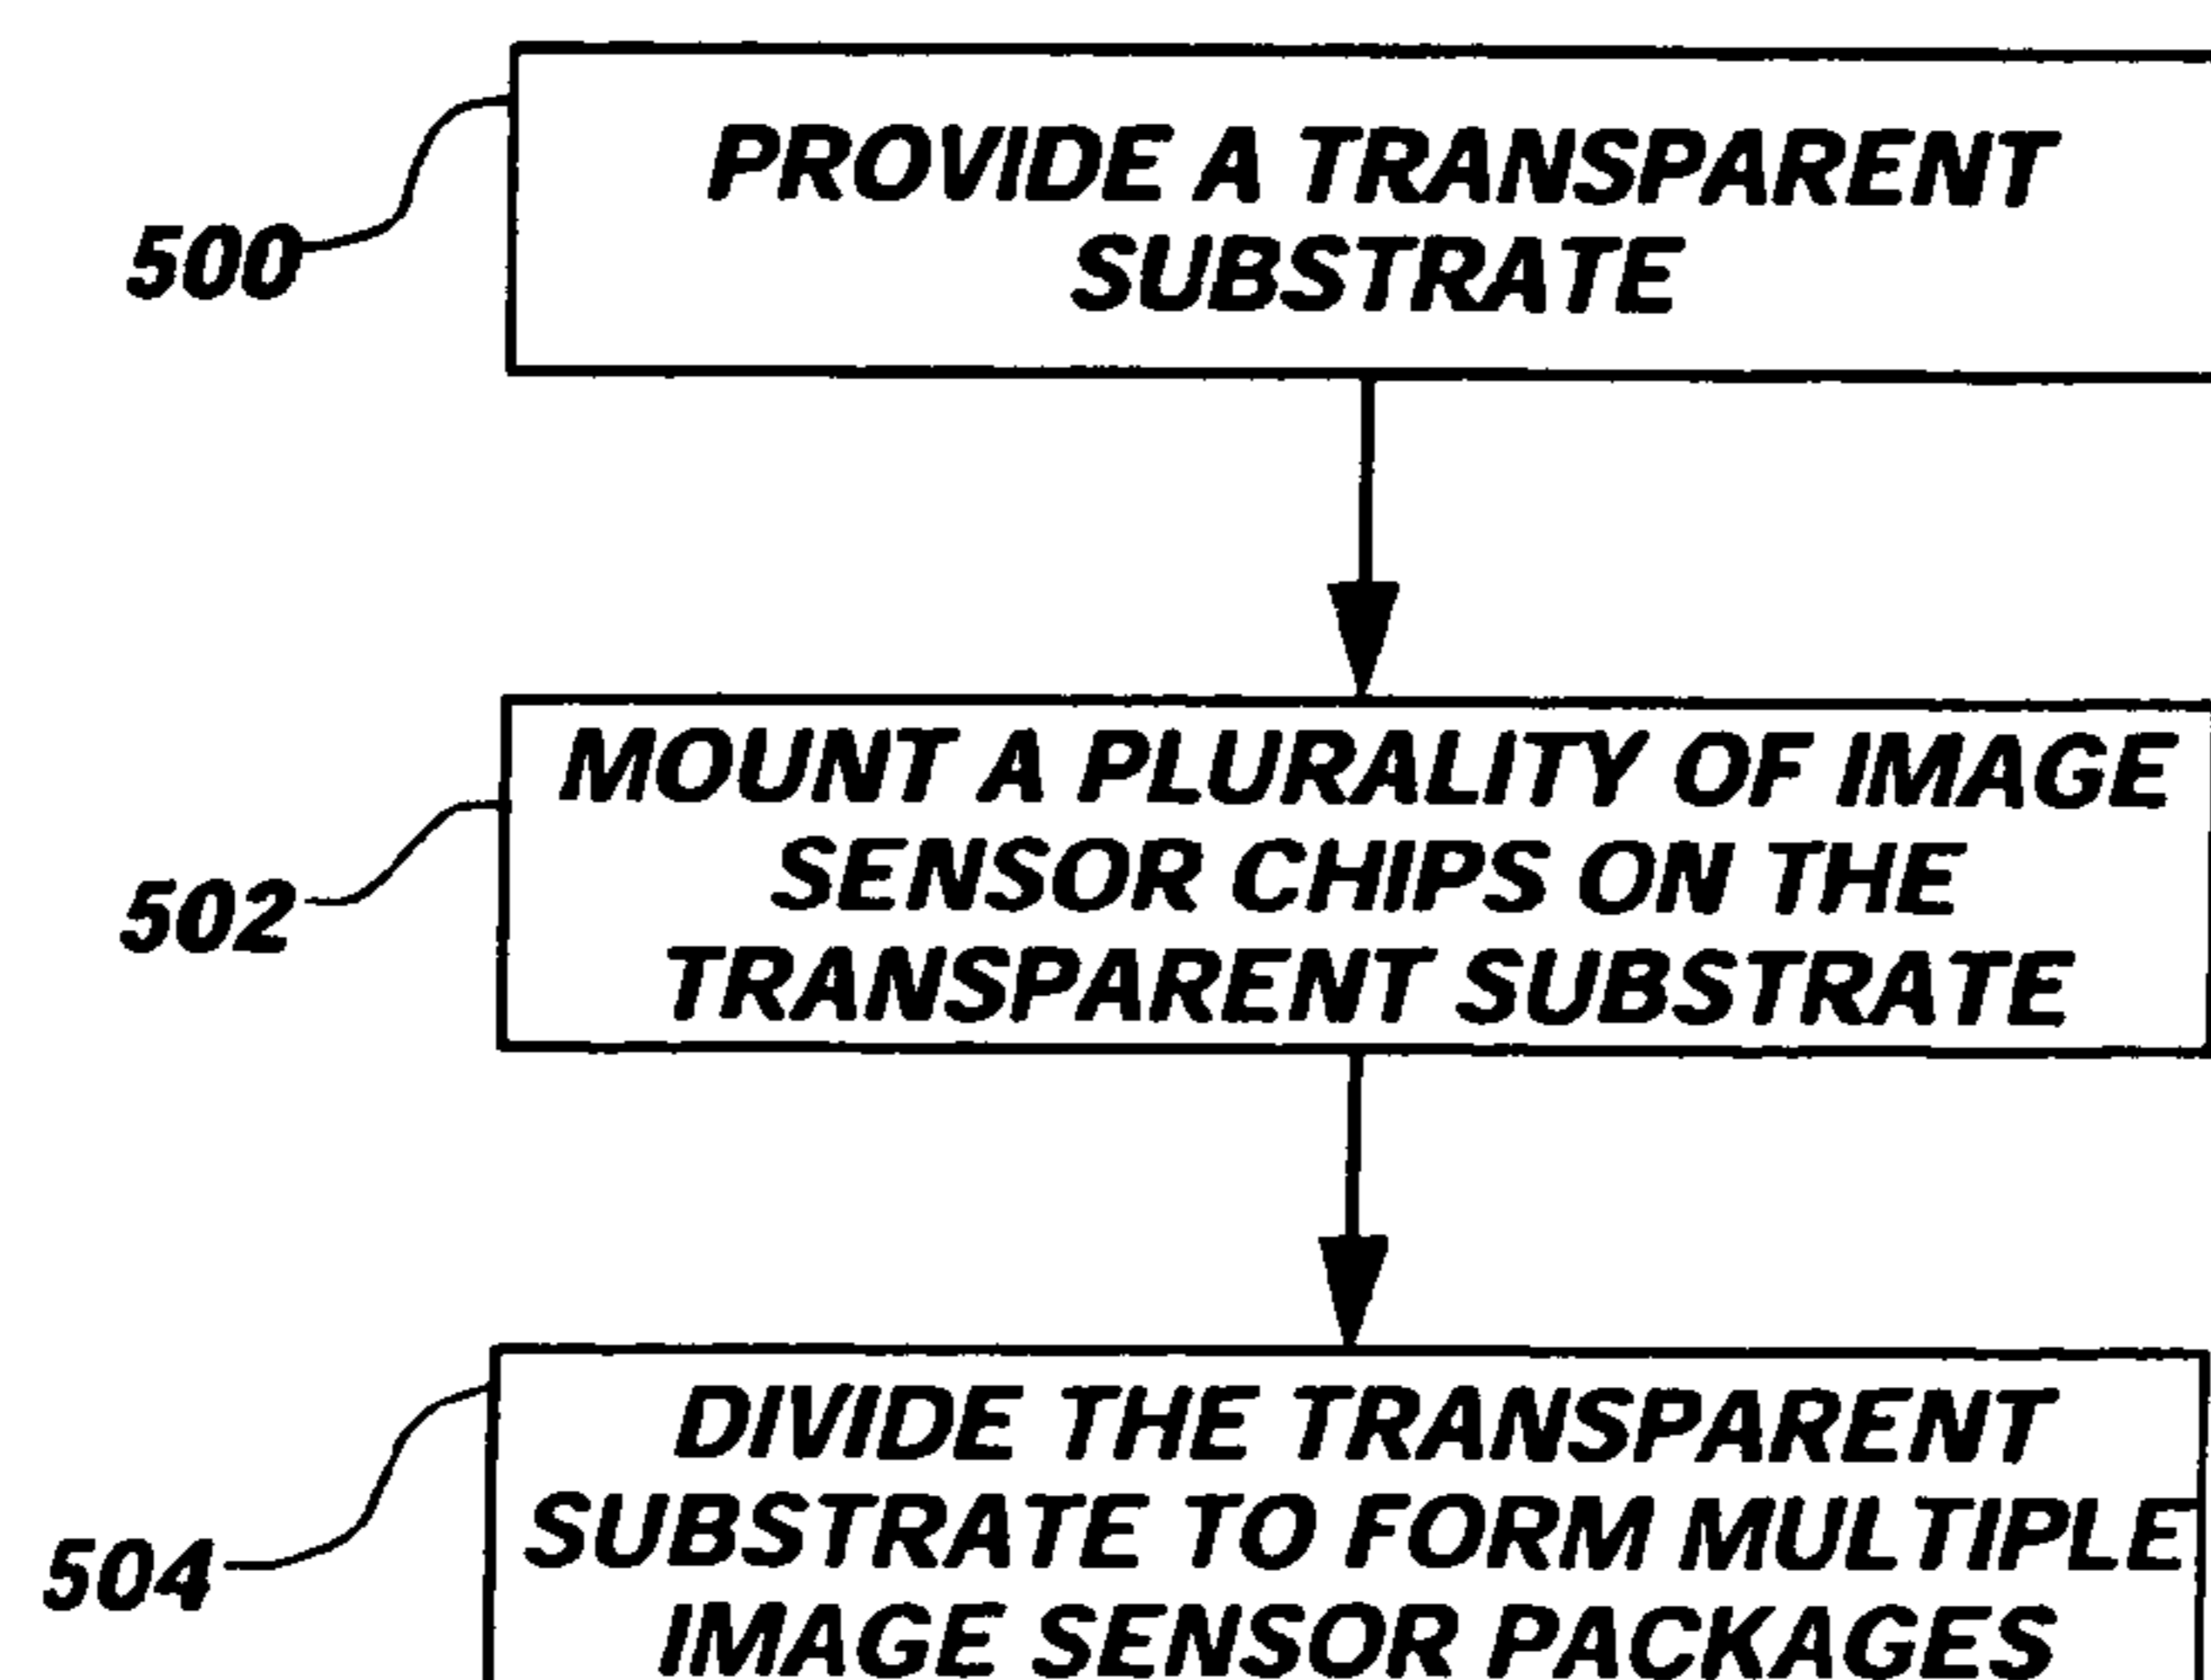 PROVIDE A TRANSPARENT
SUBSTRATE
500
MOUNT A PLURALITY OF IMAGE
SENSOR CHIPS ON THE
TRANSPARENT SUBSTRATE
502
DIVIDE THE TRANSPARENT
SUBSTRATE TO FORM MULTIPLE
IMAGE SENSOR PACKAGES
504